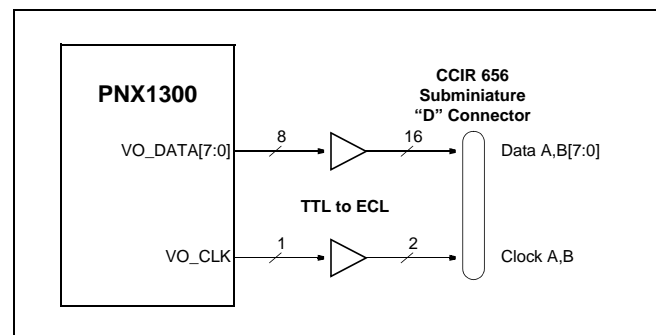 PNX1300
CCIR 656
Subminiature
“D” Connector
VO_DATA[7:0]
8
16
Data A,B[7:0]
TTL to ECL
VO_CLK
1
2
Clock A,B